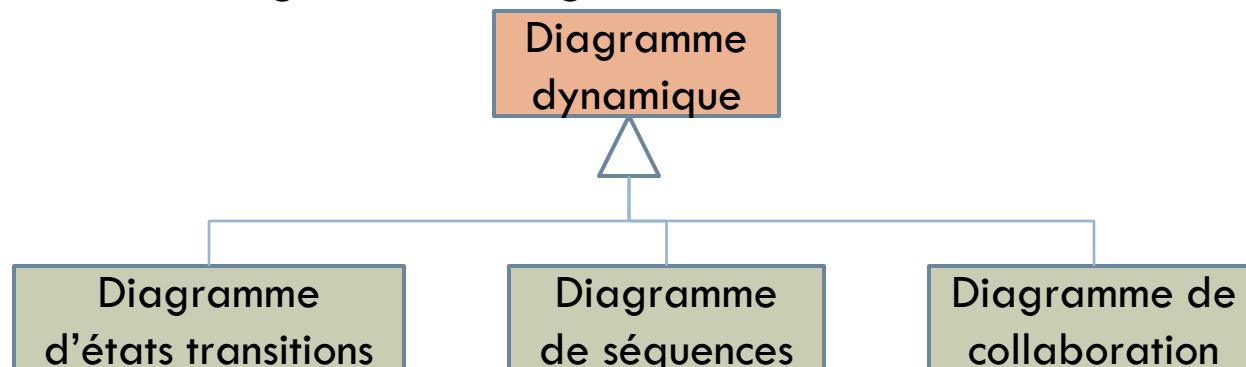 Diagramme
dynamique
Diagramme
d’états transitions
Diagramme
de séquences
Diagramme de
collaboration